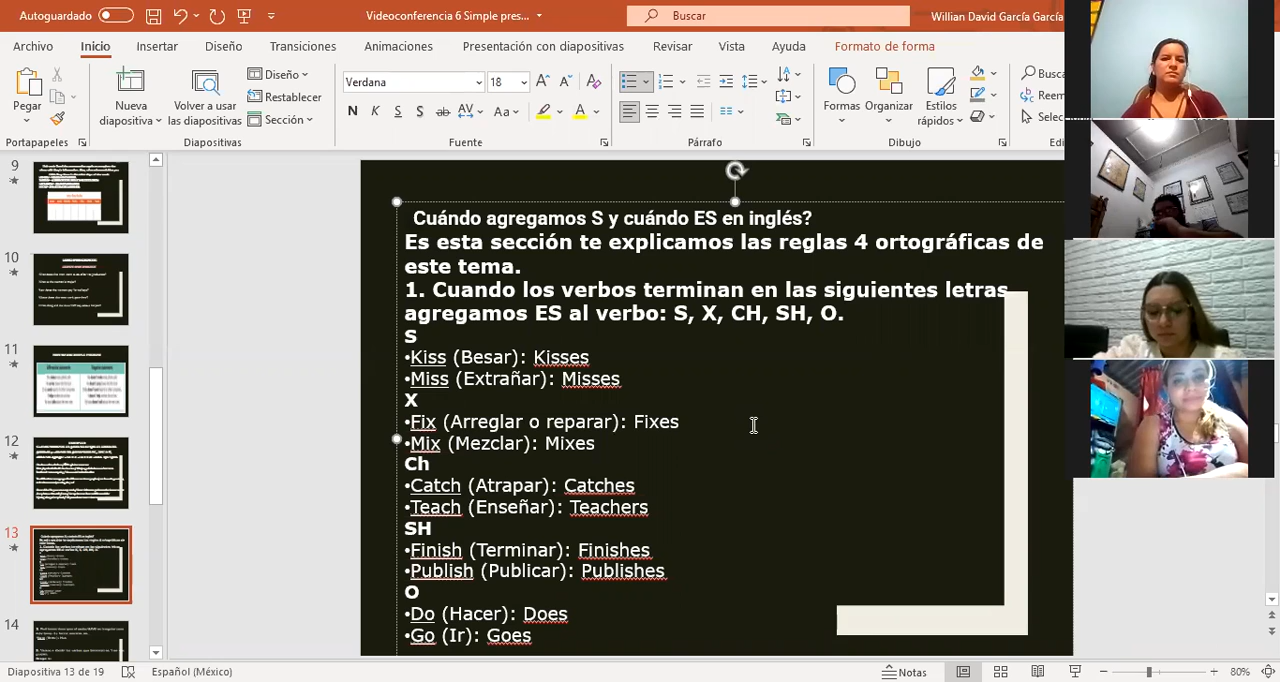 Autoguardado
Videoconferencia 6 Simple pres...
Buscar
Willian David García García
Archivo Inicio Insertar Diseño Transiciones Animaciones Presentación con diapositivas Revisar Vista Ayuda Formato de forma
Pegar
Nueva diapositiva
Volver a usar las diapositivas
Diseño
Restablecer
Sección
Verdana 18
N K S S ab AV Aa A
Formas Organizar Estilos rápidos
Portapapeles Diapositivas Fuente Párrafo Dibujo
9
10
11
12
13
14
Cuándo agregamos S y cuándo ES en inglés?
Es esta sección te explicamos las reglas 4 ortográficas de
este tema.
1. Cuando los verbos terminan en las siguientes letras
agregamos ES al verbo: S, X, CH, SH, O.
S
•Kiss (Besar): Kisses
•Miss (Extrañar): Misses
X
•Fix (Arreglar o reparar): Fixes
•Mix (Mezclar): Mixes
Ch
•Catch (Atrapar): Catches
•Teach (Enseñar): Teachers
SH
•Finish (Terminar): Finishes
•Publish (Publicar): Publishes
O
•Do (Hacer): Does
•Go (Ir): Goes
Diapositiva 13 de 19 Español (México) Notas 80%